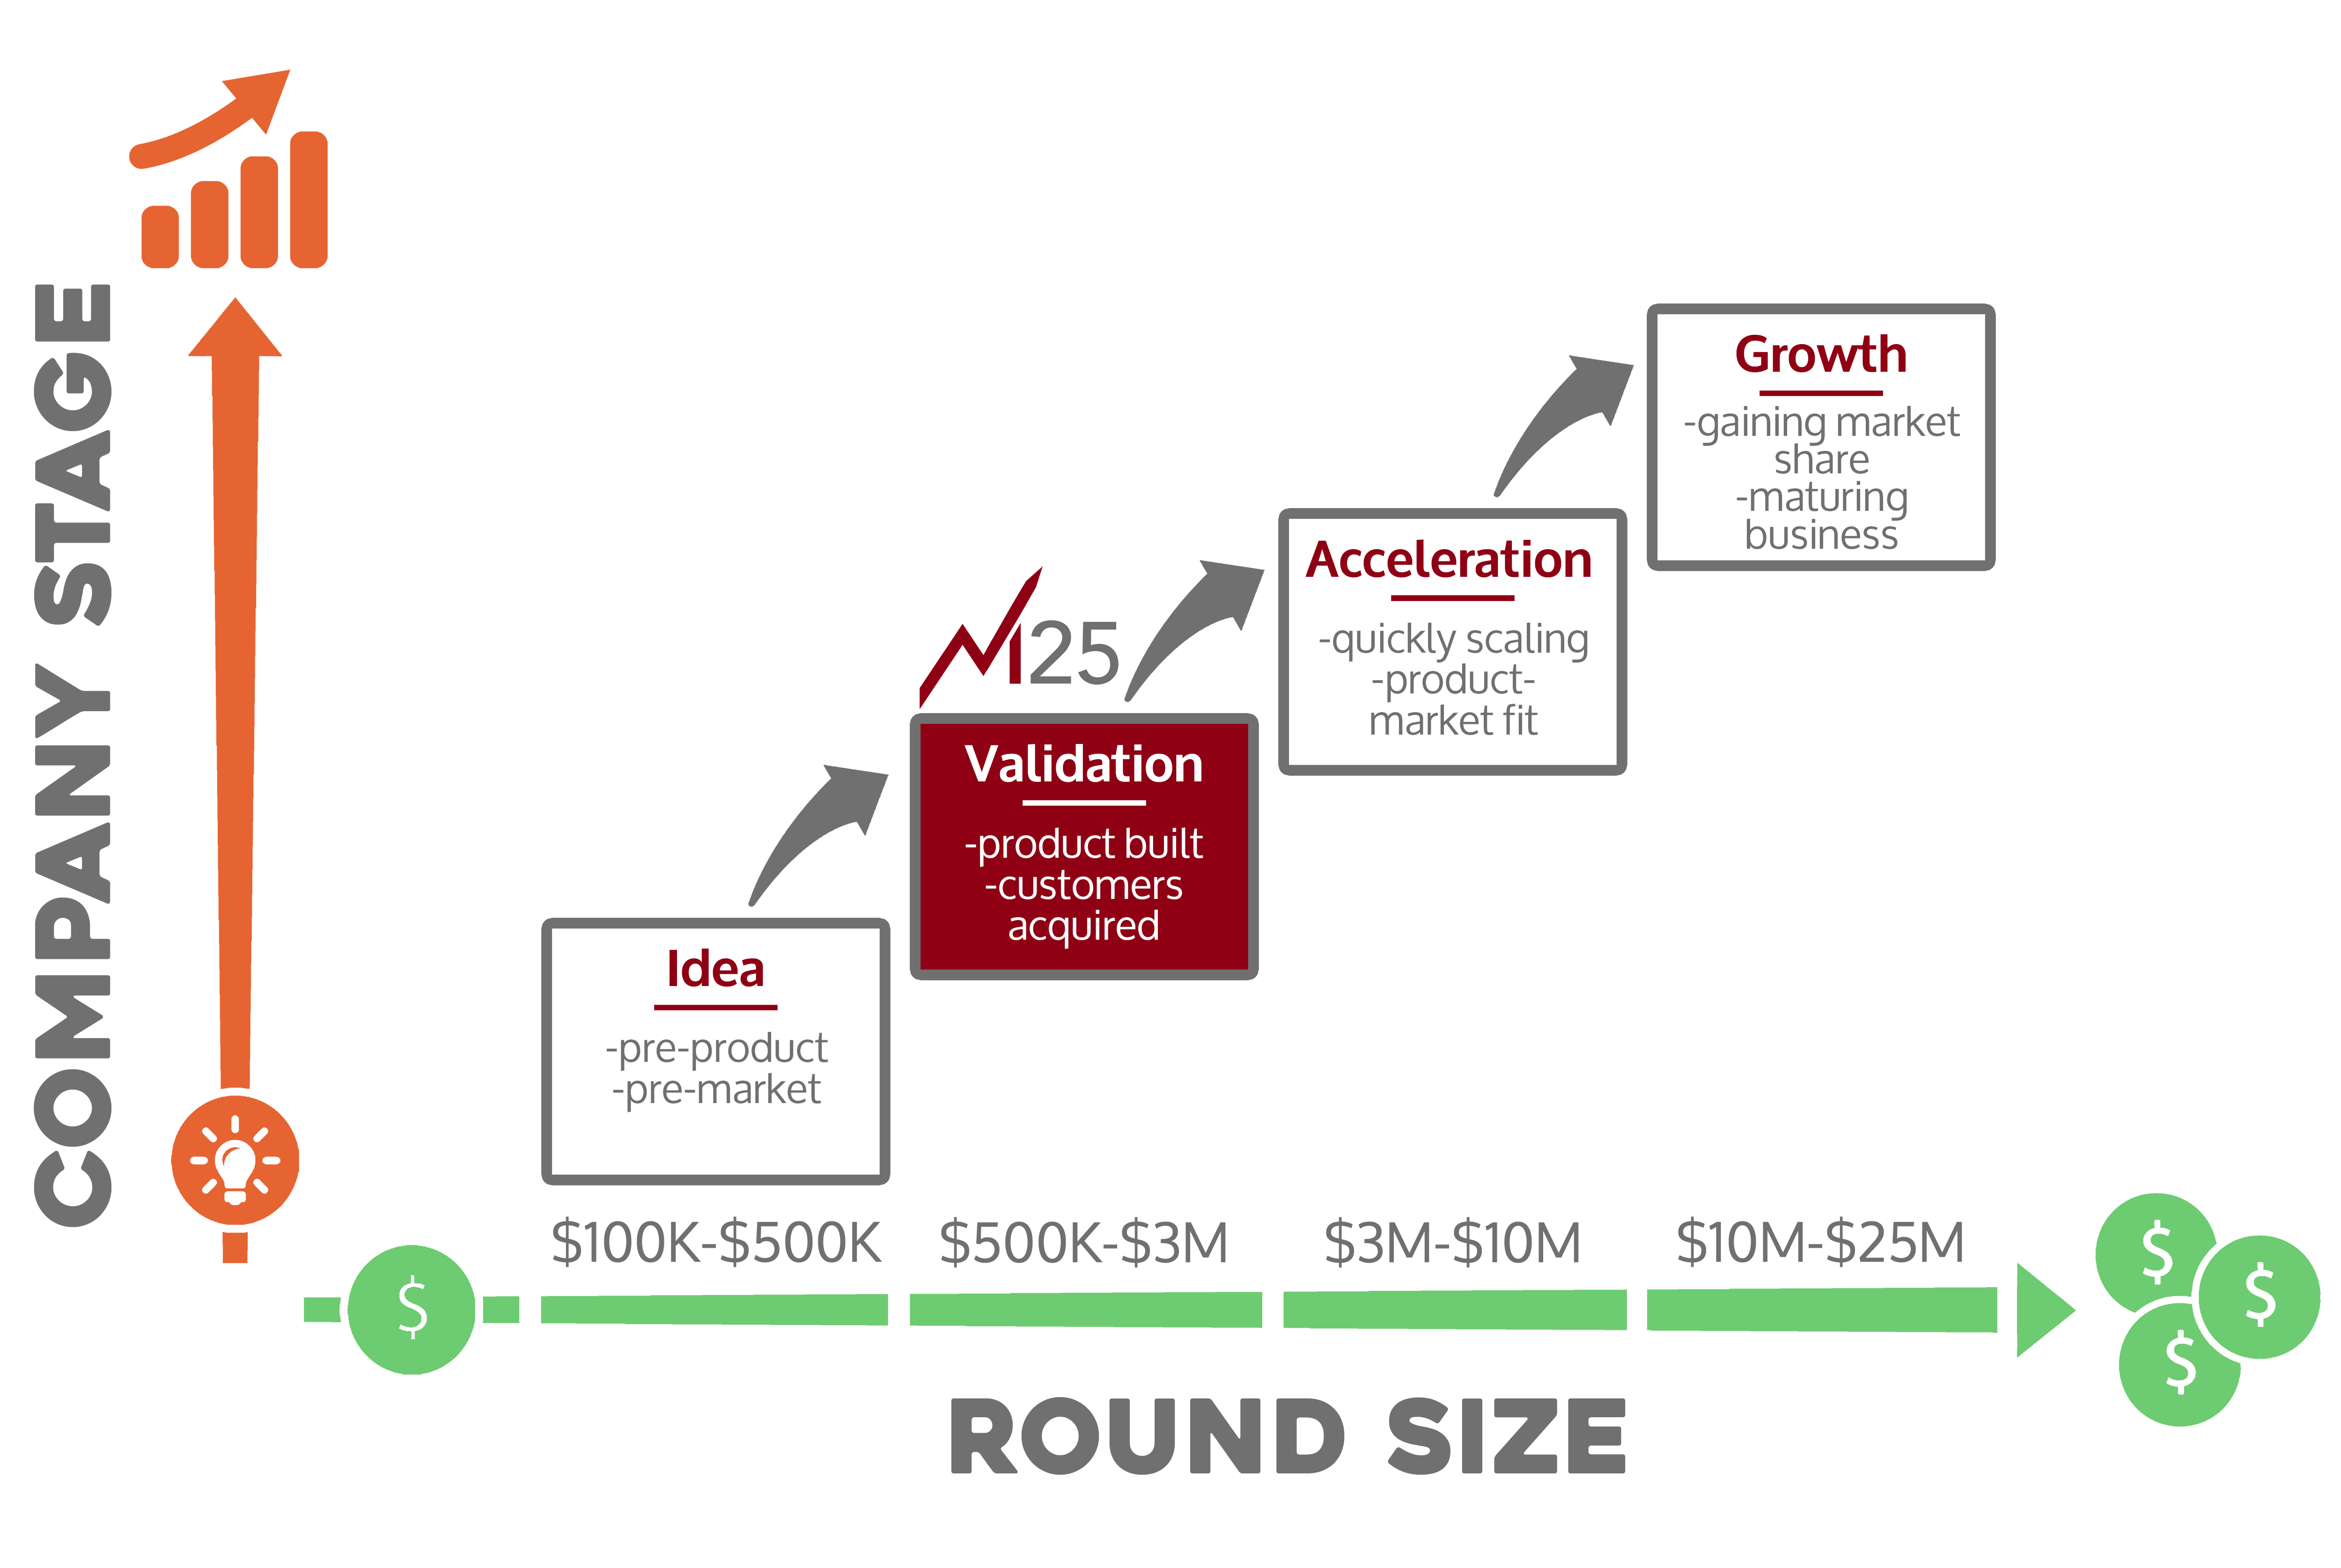 COMPANY STAGE
Growth
-gaining market
share
-maturing
business
Acceleration
-quickly scaling
-product-
market fit
M25
Validation
-product built
-customers
acquired
Idea
-pre-product
-pre-market
$100K-$500K
$500K-$3M
$3M-$10M
$10M-$25M
$
$
$
$
ROUND SIZE